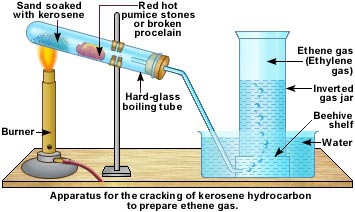 Sand soaked
with kerosene
Red hot
pumice stones
or broken
procelain
Ethene gas
(Ethylene
gas)
Hard-glass
boiling tube
Inverted
gas jar
Beehive
shelf
Burner
Water
Apparatus for the cracking of kerosene hydrocarbon
to prepare ethene gas.